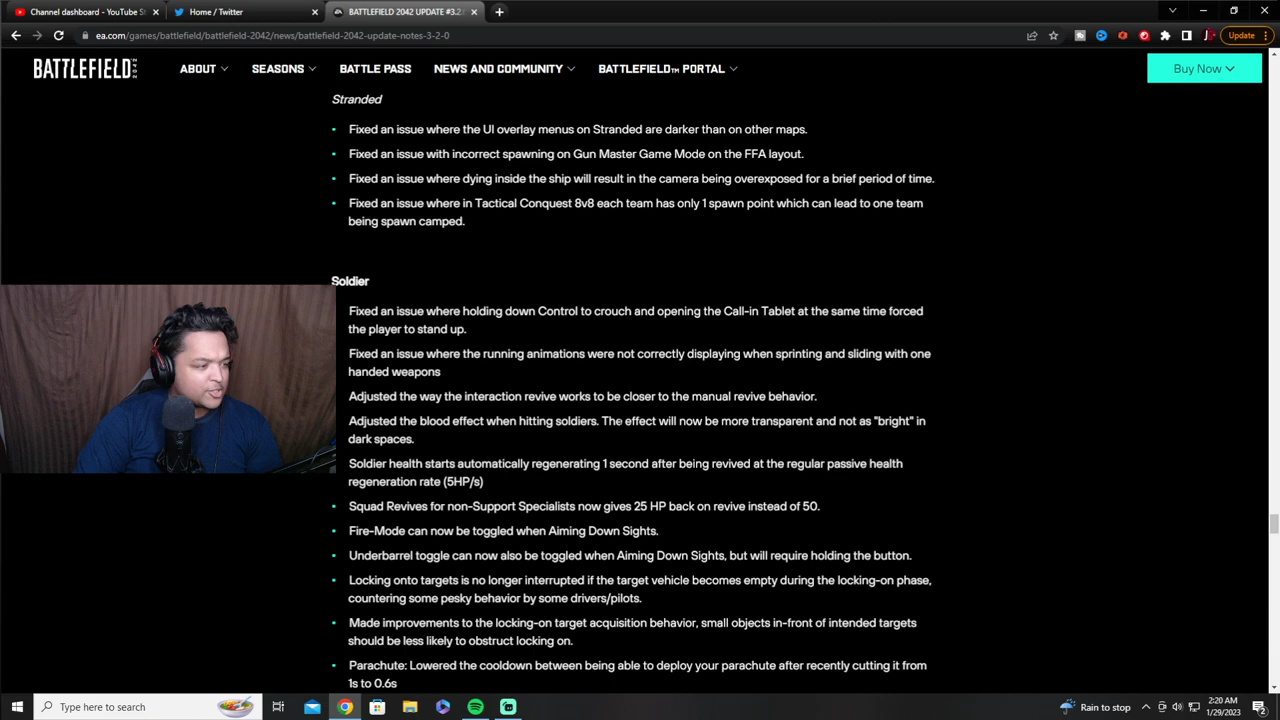 Channel dashboard - YouTube St
Home / Twitter
BATTLEFIELD 2042 UPDATE #3.2.
ea.com/games/battlefield/battlefield-2042/news/battlefield-2042-update-notes-3-2-0
Update
BATTLEFIELD 2042
ABOUT
SEASONS
BATTLE PASS
NEWS AND COMMUNITY
BATTLEFIELD™ PORTAL
Buy Now
Stranded
• Fixed an issue where the UI overlay menus on Stranded are darker than on other maps.
• Fixed an issue with incorrect spawning on Gun Master Game Mode on the FFA layout.
• Fixed an issue where dying inside the ship will result in the camera being overexposed for a brief period of time.
• Fixed an issue where in Tactical Conquest 8v8 each team has only 1 spawn point which can lead to one team
being spawn camped.
Soldier
Fixed an issue where holding down Control to crouch and opening the Call-in Tablet at the same time forced
the player to stand up.
Fixed an issue where the running animations were not correctly displaying when sprinting and sliding with one
handed weapons
Adjusted the way the interaction revive works to be closer to the manual revive behavior.
Adjusted the blood effect when hitting soldiers. The effect will now be more transparent and not as "bright" in
dark spaces.
Soldier health starts automatically regenerating 1 second after being revived at the regular passive health
regeneration rate (5HP/s)
• Squad Revives for non-Support Specialists now gives 25 HP back on revive instead of 50.
• Fire-Mode can now be toggled when Aiming Down Sights.
• Underbarrel toggle can now also be toggled when Aiming Down Sights, but will require holding the button.
• Locking onto targets is no longer interrupted if the target vehicle becomes empty during the locking-on phase,
countering some pesky behavior by some drivers/pilots.
• Made improvements to the locking-on target acquisition behavior, small objects in-front of intended targets
should be less likely to obstruct locking on.
• Parachute: Lowered the cooldown between being able to deploy your parachute after recently cutting it from
1s to 0.6s
Type here to search
Rain to stop
2:20 AM
1/29/2023
2